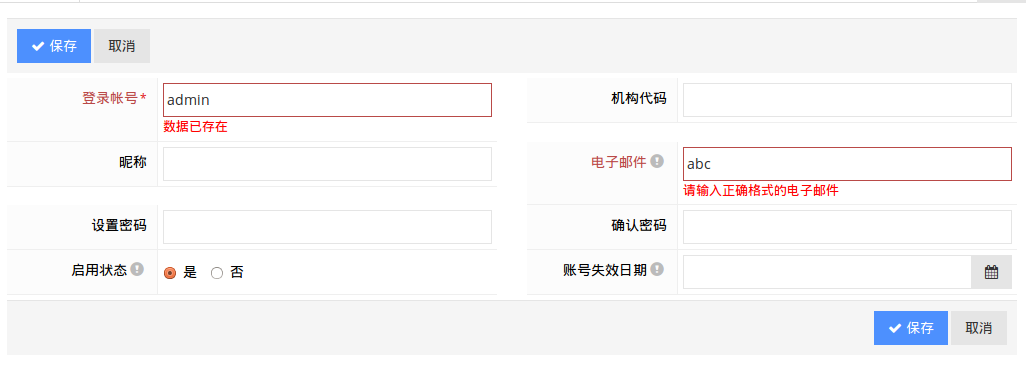 保存 取消
登录帐号* admin 机构代码
数据已存在
昵称 电子邮件 abc
请输入正确格式的电子邮件
设置密码 确认密码
启用状态 是 否 账号失效日期
保存 取消